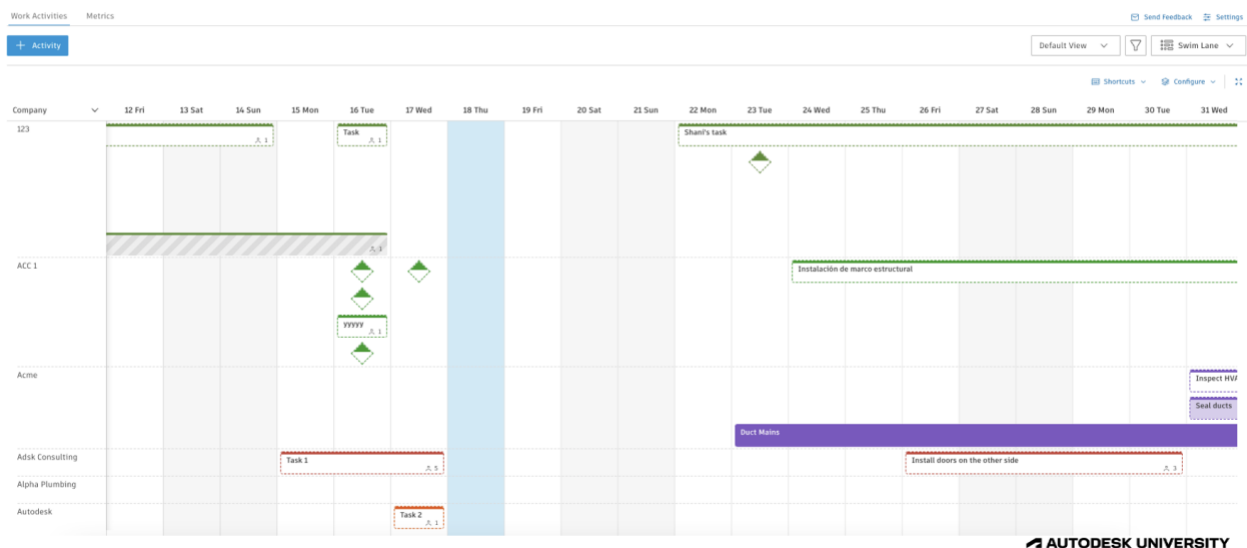 Work Activities Metrics
Send Feedback Settings
+ Activity
Default View Swim Lane
Shortcuts Configure
Company 12 Fri 13 Sat 14 Sun 15 Mon 16 Tue 17 Wed 18 Thu 19 Fri 20 Sat 21 Sun 22 Mon 23 Tue 24 Wed 25 Thu 26 Fri 27 Sat 28 Sun 29 Mon 30 Tue 31 Wed
123 Task Shani's task
1 1
ACC 1 Instalación de marco estructural
yyyyy
1
Acme Inspect HVA
Seal ducts
Duct Mains
Adsk Consulting Task 1 Install doors on the other side
5 3
Alpha Plumbing
Autodesk Task 2
1
AUTODESK UNIVERSITY